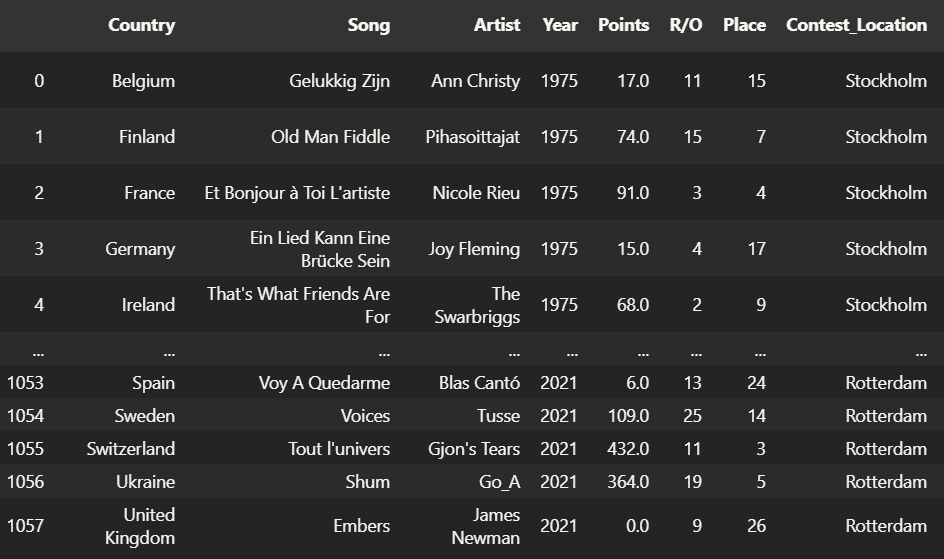 Country Song Artist Year Points R/O Place Contest_Location
0 Belgium Gelukkig Zijn Ann Christy 1975 17.0 11 15 Stockholm
1 Finland Old Man Fiddle Pihasoittajat 1975 74.0 15 7 Stockholm
2 France Et Bonjour à Toi L'artiste Nicole Rieu 1975 91.0 3 4 Stockholm
3 Germany Ein Lied Kann Eine
Brücke Sein Joy Fleming 1975 15.0 4 17 Stockholm
4 Ireland That's What Friends Are
For The
Swarbriggs 1975 68.0 2 9 Stockholm
... ... ... ... ... ... ... ... ...
1053 Spain Voy A Quedarme Blas Cantó 2021 6.0 13 24 Rotterdam
1054 Sweden Voices Tusse 2021 109.0 25 14 Rotterdam
1055 Switzerland Tout l'univers Gjon's Tears 2021 432.0 11 3 Rotterdam
1056 Ukraine Shum Go_A 2021 364.0 19 5 Rotterdam
1057 United
Kingdom Embers James
Newman 2021 0.0 9 26 Rotterdam